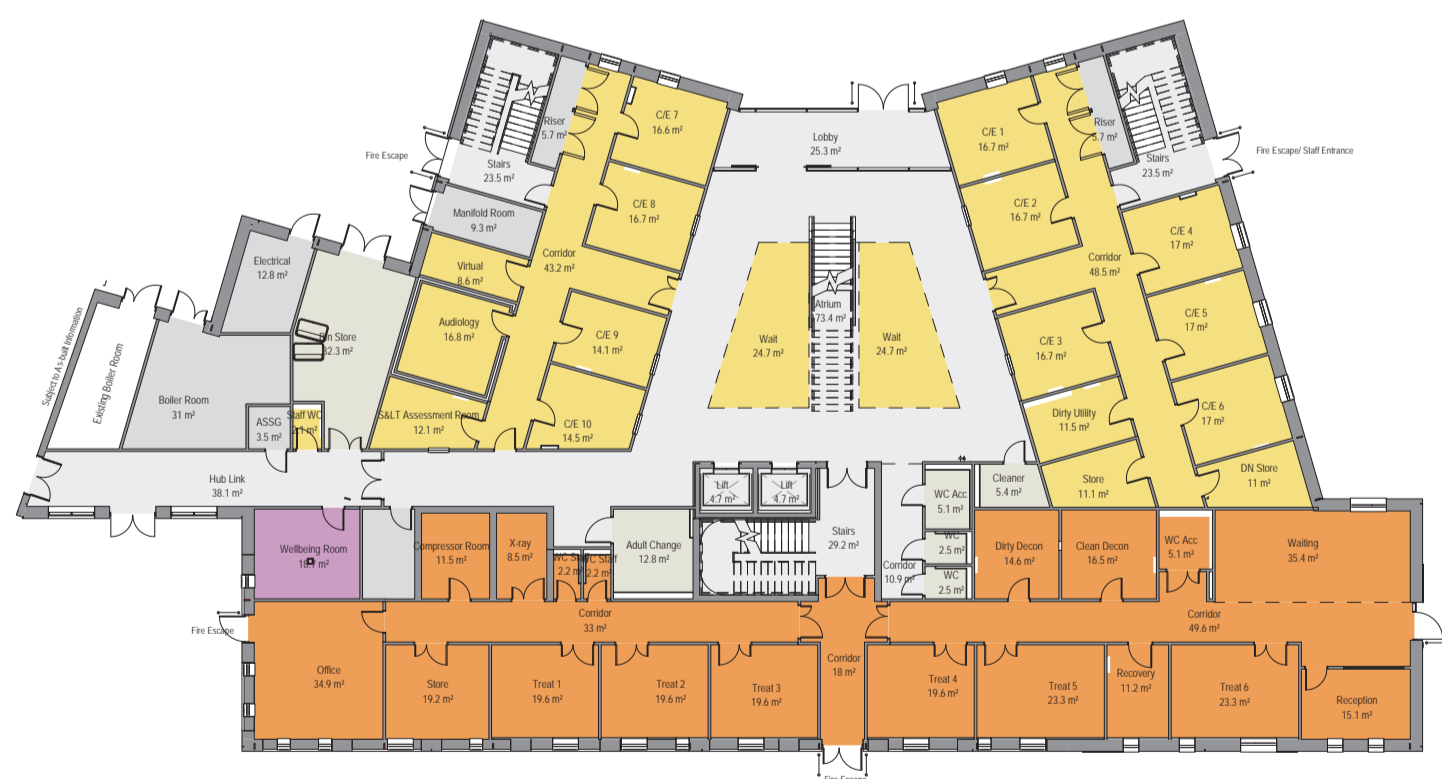 C/E 7
16.6 m²
Riser
5.7 m²
Lobby
25.3 m²
C/E 1
16.7 m²
Riser
5.7 m²
Fire Escape
Stairs
23.5 m²
Stairs
23.5 m²
Fire Escape/ Staff Entrance
C/E 8
16.7 m²
C/E 2
16.7 m²
Manifold Room
9.3 m²
C/E 4
17 m²
Electrical
12.8 m²
Virtual
8.6 m²
Corridor
43.2 m²
Corridor
48.5 m²
Atrium
73.4 m²
Audiology
16.8 m²
C/E 9
14.1 m²
Wait
24.7 m²
Wait
24.7 m²
C/E 3
16.7 m²
C/E 5
17 m²
Subject to As-built Information
Existing Boiler Room
Boiler Room
31 m²
Store
32.3 m²
ASSG
3.5 m²
Staff WC
S&LT Assessment Room
12.1 m²
C/E 10
14.5 m²
Dirty Utility
11.5 m²
C/E 6
17 m²
Hub Link
38.1 m²
Lift
4.7 m²
Lift
4.7 m²
Cleaner
5.4 m²
Store
11.1 m²
DN Store
11 m²
WC Acc
5.1 m²
Wellbeing Room
Compressor Room
11.5 m²
X-ray
8.5 m²
WC Staff
2.2 m²
WC Staff
2.2 m²
Adult Change
12.8 m²
Stairs
29.2 m²
Corridor
10.9 m²
WC
2.5 m²
WC
2.5 m²
Dirty Decon
14.6 m²
Clean Decon
16.5 m²
WC Acc
5.1 m²
Waiting
35.4 m²
Fire Escape
Corridor
33 m²
Corridor
49.6 m²
Office
34.9 m²
Store
19.2 m²
Treat 1
19.6 m²
Treat 2
19.6 m²
Treat 3
19.6 m²
Corridor
18 m²
Treat 4
19.6 m²
Treat 5
23.3 m²
Recovery
11.2 m²
Treat 6
23.3 m²
Reception
15.1 m²
Fire Escape